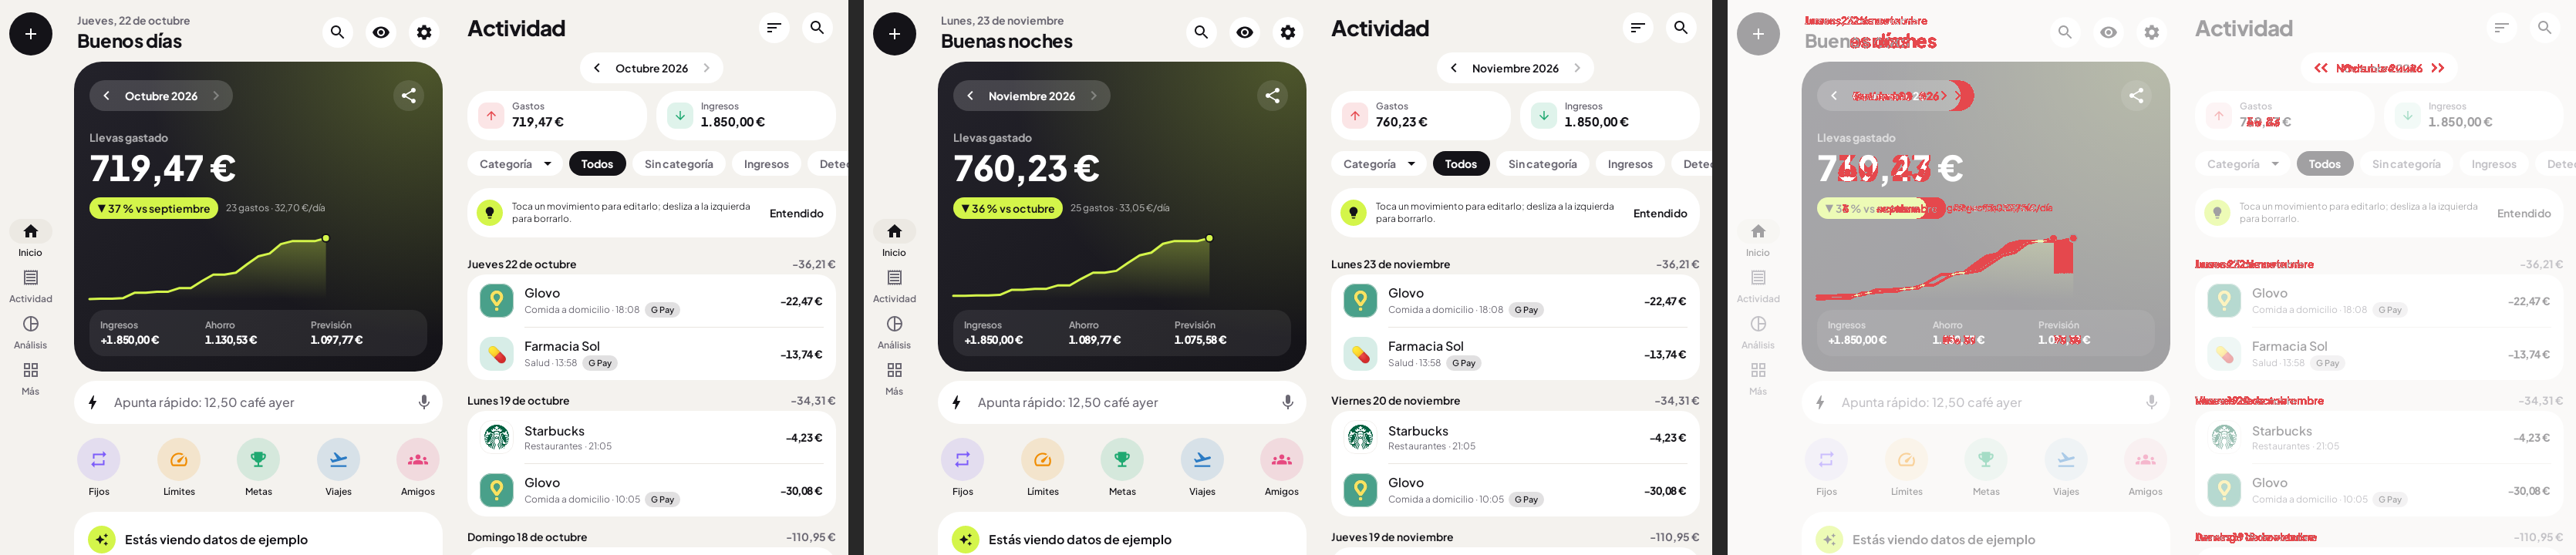 Jueves, 22 de octubre
Buenos días
Octubre 2026
Llevas gastado
719,47 €
▼ 37 % vs septiembre
23 gastos · 32,70 €/día
Ingresos
+1.850,00 €
Ahorro
1.130,53 €
Previsión
1.097,77 €
Apunta rápido: 12,50 café ayer
Fijos
Límites
Metas
Viajes
Amigos
Estás viendo datos de ejemplo
Inicio
Actividad
Análisis
Más
Actividad
Octubre 2026
Gastos
719,47 €
Ingresos
1.850,00 €
Categoría
Todos
Sin categoría
Ingresos
Detec
Toca un movimiento para editarlo; desliza a la izquierda
para borrarlo.
Entendido
Jueves 22 de octubre
-36,21 €
Glovo
Comida a domicilio · 18:08
G Pay
-22,47 €
Farmacia Sol
Salud · 13:58
G Pay
-13,74 €
Lunes 19 de octubre
-34,31 €
Starbucks
Restaurantes · 21:05
-4,23 €
Glovo
Comida a domicilio · 10:05
G Pay
-30,08 €
Domingo 18 de octubre
-110,95 €
Lunes, 23 de noviembre
Buenas noches
Noviembre 2026
Llevas gastado
760,23 €
▼ 36 % vs octubre
25 gastos · 33,05 €/día
Ingresos
+1.850,00 €
Ahorro
1.089,77 €
Previsión
1.075,58 €
Apunta rápido: 12,50 café ayer
Fijos
Límites
Metas
Viajes
Amigos
Estás viendo datos de ejemplo
Inicio
Actividad
Análisis
Más
Actividad
Noviembre 2026
Gastos
760,23 €
Ingresos
1.850,00 €
Categoría
Todos
Sin categoría
Ingresos
Detec
Toca un movimiento para editarlo; desliza a la izquierda
para borrarlo.
Entendido
Lunes 23 de noviembre
-36,21 €
Glovo
Comida a domicilio · 18:08
G Pay
-22,47 €
Farmacia Sol
Salud · 13:58
G Pay
-13,74 €
Viernes 20 de noviembre
-34,31 €
Starbucks
Restaurantes · 21:05
-4,23 €
Glovo
Comida a domicilio · 10:05
G Pay
-30,08 €
Jueves 19 de noviembre
-110,95 €
Llevas gastado
Ingresos
+1.850,00 €
Ahorro
Previsión
Apunta rápido: 12,50 café ayer
Fijos
Límites
Metas
Viajes
Amigos
Estás viendo datos de ejemplo
Inicio
Actividad
Análisis
Más
Actividad
Gastos
Ingresos
1.850,00 €
Categoría
Todos
Sin categoría
Ingresos
Detec
Toca un movimiento para editarlo; desliza a la izquierda
para borrarlo.
Entendido
-36,21 €
Glovo
Comida a domicilio · 18:08
G Pay
-22,47 €
Farmacia Sol
Salud · 13:58
G Pay
-13,74 €
-34,31 €
Starbucks
Restaurantes · 21:05
-4,23 €
Glovo
Comida a domicilio · 10:05
G Pay
-30,08 €
-110,95 €